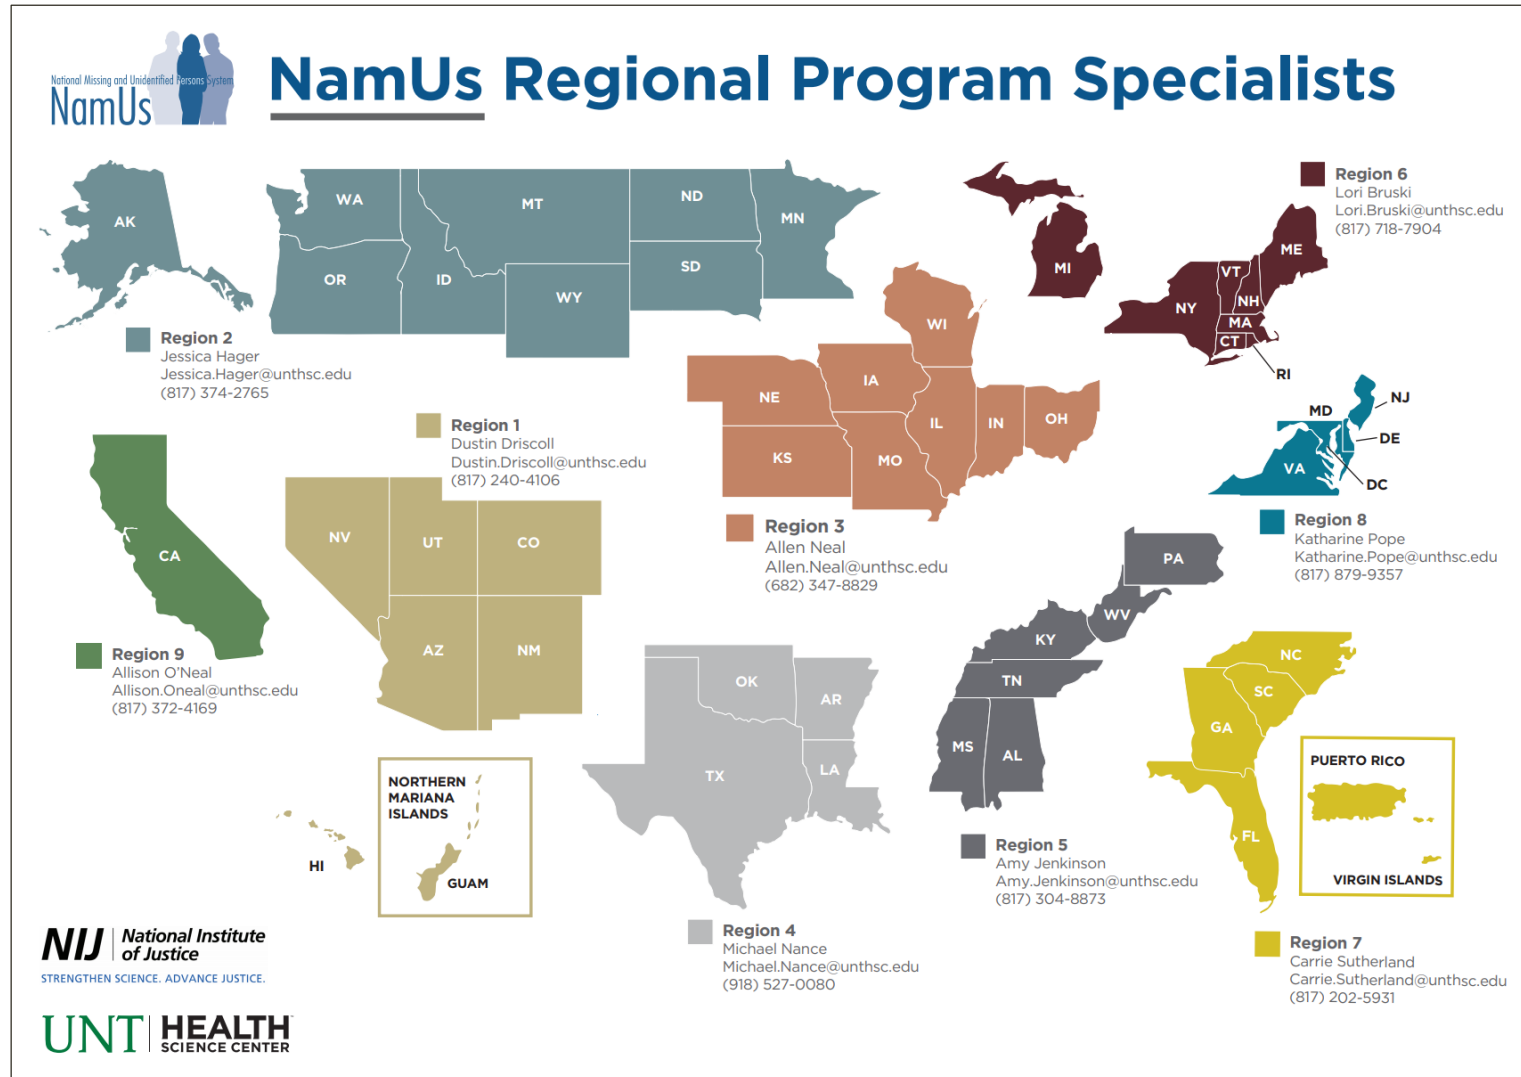 National Missing and Unidentified Persons System
NamUs
NamUs Regional Program Specialists
AK
WA
MT
ND
MN
OR
ID
WY
SD
Region 2
Jessica Hager
Jessica.Hager@unthsc.edu
(817) 374-2765
MI
Region 6
Lori Bruski
Lori.Bruski@unthsc.edu
(817) 718-7904
ME
VT
NH
NY
MA
CT
RI
WI
IA
NE
IL
IN
OH
KS
MO
Region 3
Allen Neal
Allen.Neal@unthsc.edu
(682) 347-8829
NJ
MD
DE
VA
DC
Region 8
Katharine Pope
Katharine.Pope@unthsc.edu
(817) 879-9357
Region 1
Dustin Driscoll
Dustin.Driscoll@unthsc.edu
(817) 240-4106
NV
UT
CO
AZ
NM
CA
Region 9
Allison O'Neal
Allison.Oneal@unthsc.edu
(817) 372-4169
HI
NORTHERN
MARIANA
ISLANDS
GUAM
OK
AR
TX
LA
Region 4
Michael Nance
Michael.Nance@unthsc.edu
(918) 527-0080
PA
WV
KY
TN
MS
AL
Region 5
Amy Jenkinson
Amy.Jenkinson@unthsc.edu
(817) 304-8873
NC
SC
GA
FL
PUERTO RICO
VIRGIN ISLANDS
Region 7
Carrie Sutherland
Carrie.Sutherland@unthsc.edu
(817) 202-5931
NIJ
National Institute
of Justice
STRENGTHEN SCIENCE. ADVANCE JUSTICE.
UNT
HEALTH
SCIENCE CENTER